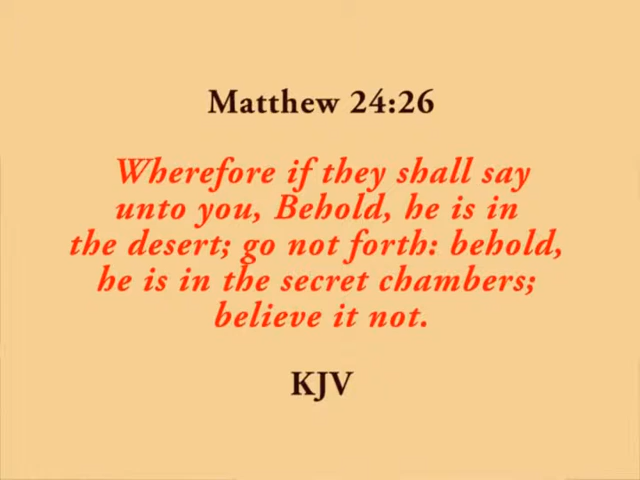 Matthew 24:26
Wherefore if they shall say
unto you, Behold, he is in
the desert; go not forth: behold,
he is in the secret chambers;
believe it not.
KJV